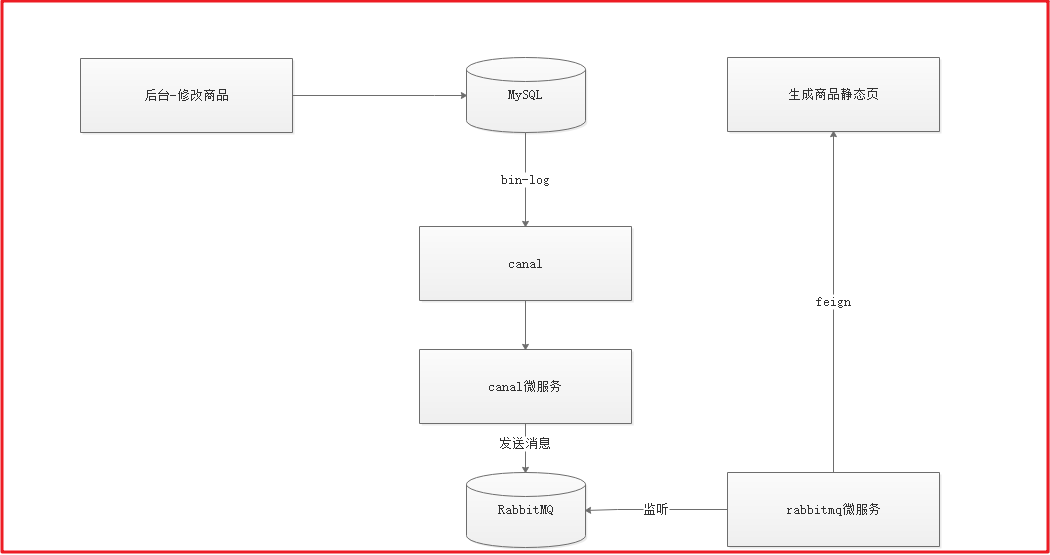 后台-修改商品
MySQL
生成商品静态页
bin-log
canal
feign
canal微服务
发送消息
RabbitMQ
监听
rabbitmq微服务